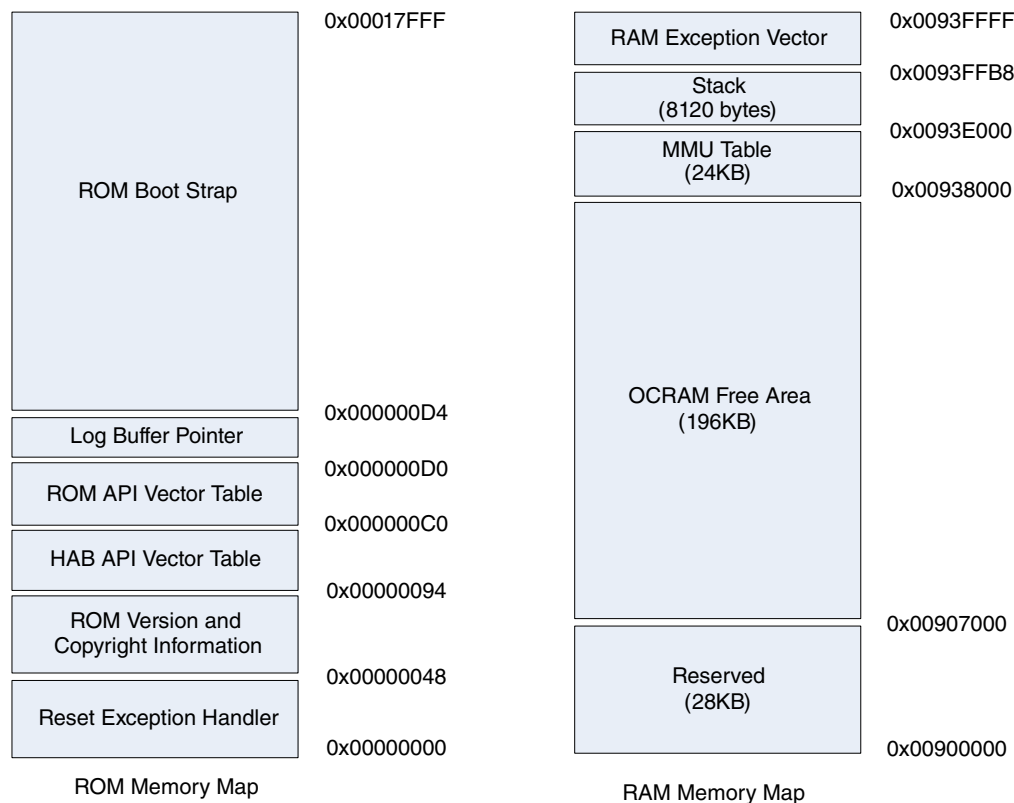 0x00017FFF
ROM Boot Strap
0x000000D4
Log Buffer Pointer
0x000000D0
ROM API Vector Table
0x000000C0
HAB API Vector Table
0x00000094
ROM Version and
Copyright Information
0x00000048
Reset Exception Handler
0x00000000
ROM Memory Map
0x0093FFFF
RAM Exception Vector
0x0093FFB8
Stack
(8120 bytes)
0x0093E000
MMU Table
(24KB)
0x00938000
OCRAM Free Area
(196KB)
0x00907000
Reserved
(28KB)
0x00900000
RAM Memory Map